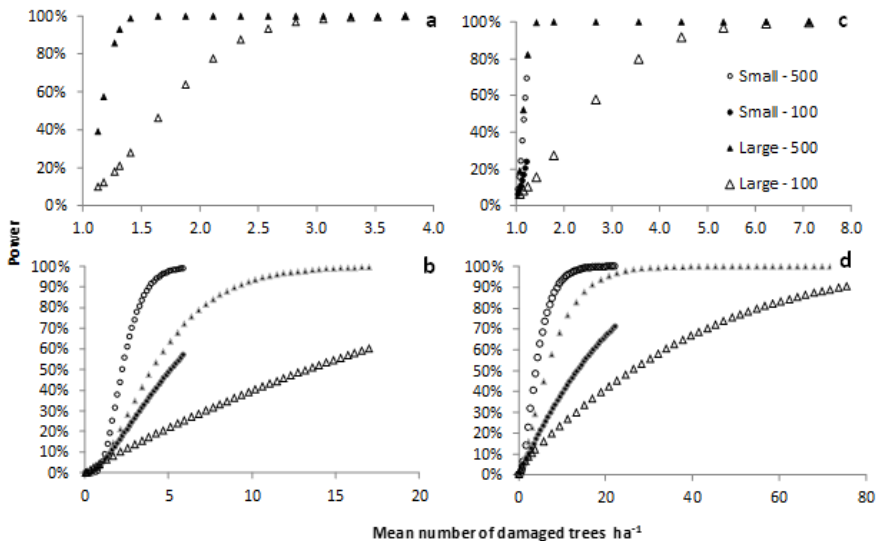 a
100%
80%
60%
40%
20%
0%
1.0 1.5 2.0 2.5 3.0 3.5 4.0
c
100%
80%
60%
40%
20%
0%
1.0 2.0 3.0 4.0 5.0 6.0 7.0 8.0
Small - 500
Small - 100
Large - 500
Large - 100
Power
b
100%
90%
80%
70%
60%
50%
40%
30%
20%
10%
0%
0 5 10 15 20
d
100%
90%
80%
70%
60%
50%
40%
30%
20%
10%
0%
0 20 40 60 80
Mean number of damaged trees ha⁻¹